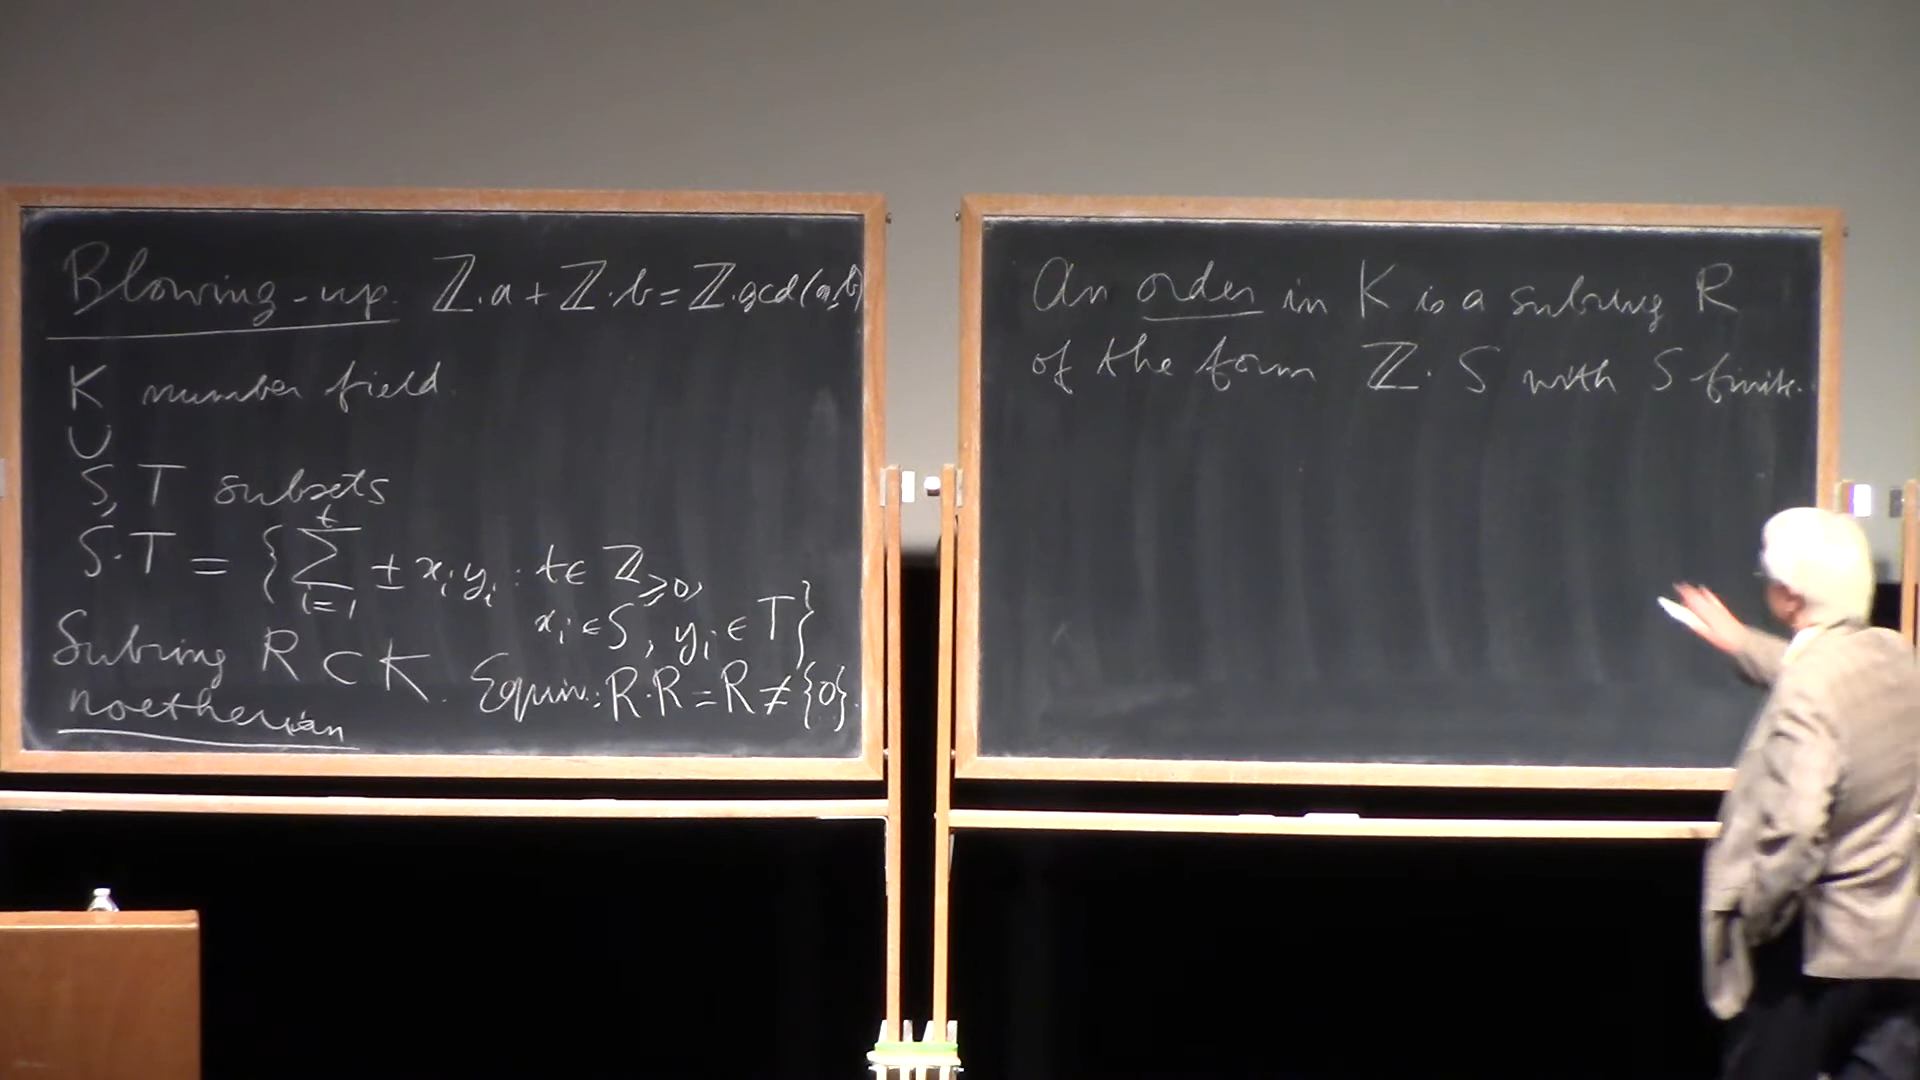 Blowing-up. ℤ·a + ℤ·b = ℤ·gcd(a,b)
K number field.
∪
S, T subsets
S·T = { ∑_{i=1}^{t} ± x_i y_i : t ∈ ℤ_{≥0},
x_i ∈ S, y_i ∈ T }
Subring R ⊂ K. Equiv.: R·R = R ≠ {0}.
noetherian
An order in K is a subring R
of the form ℤ·S with S finite.